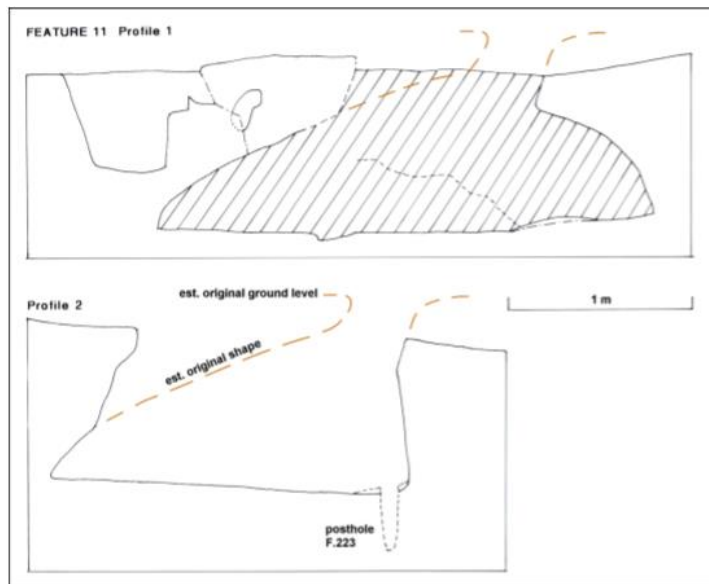 FEATURE 11 Profile 1
est. original ground level
Profile 2
1 m
est. original shape
posthole
F.223